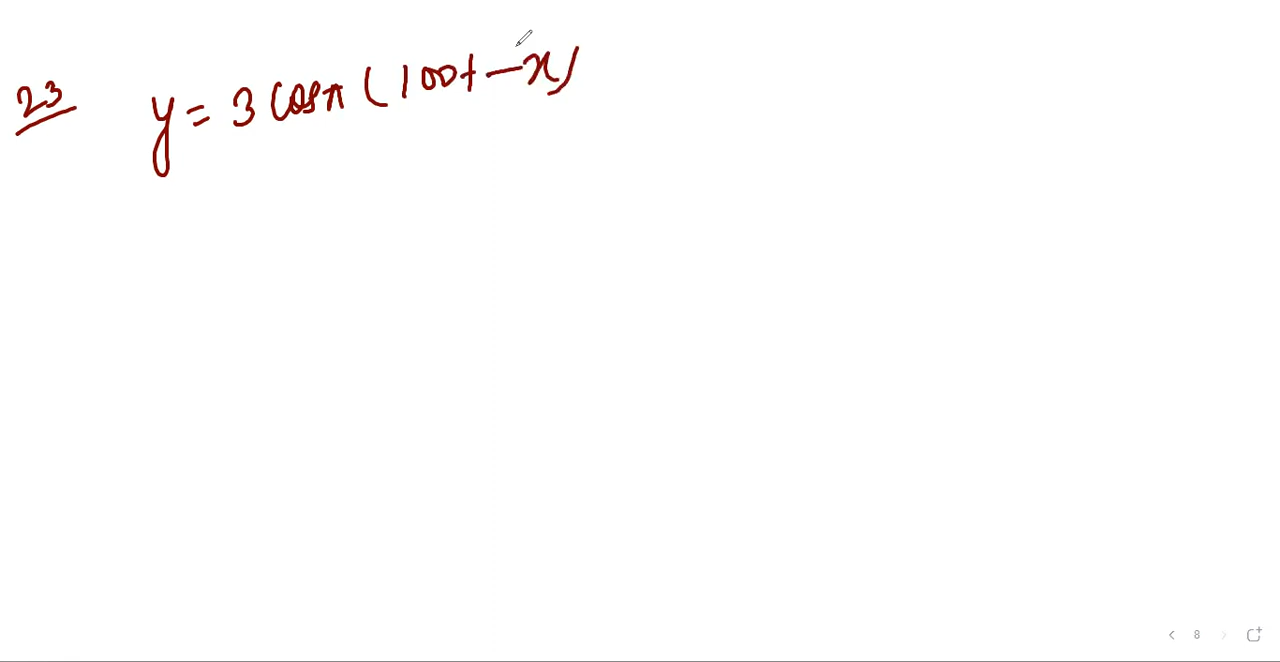 23 y = 3 cosπ (100t - x)
8